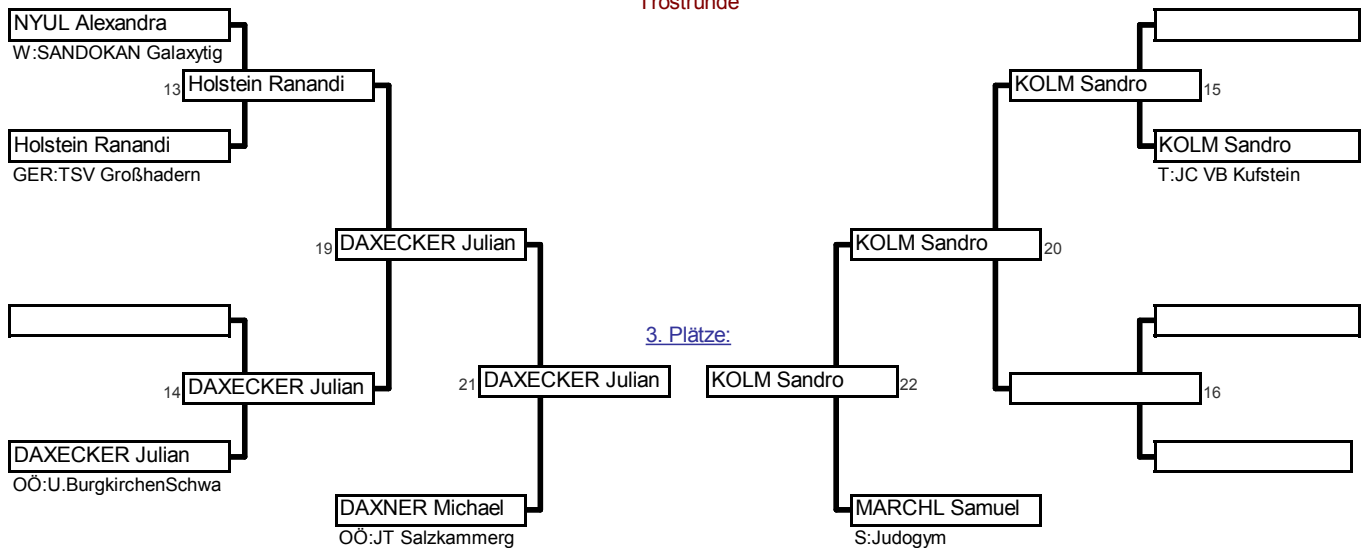 Trostrunde
NYUL Alexandra
W:SANDOKAN Galaxytig
13 Holstein Ranandi
Holstein Ranandi
GER:TSV Großhadern
19 DAXECKER Julian
14 DAXECKER Julian
DAXECKER Julian
OÖ:U.BurgkirchenSchwa
21 DAXECKER Julian
DAXNER Michael
OÖ:JT Salzkammerg
3. Plätze:
KOLM Sandro 15
KOLM Sandro
T:JC VB Kufstein
KOLM Sandro 20
KOLM Sandro 22
16
MARCHL Samuel
S:Judogym